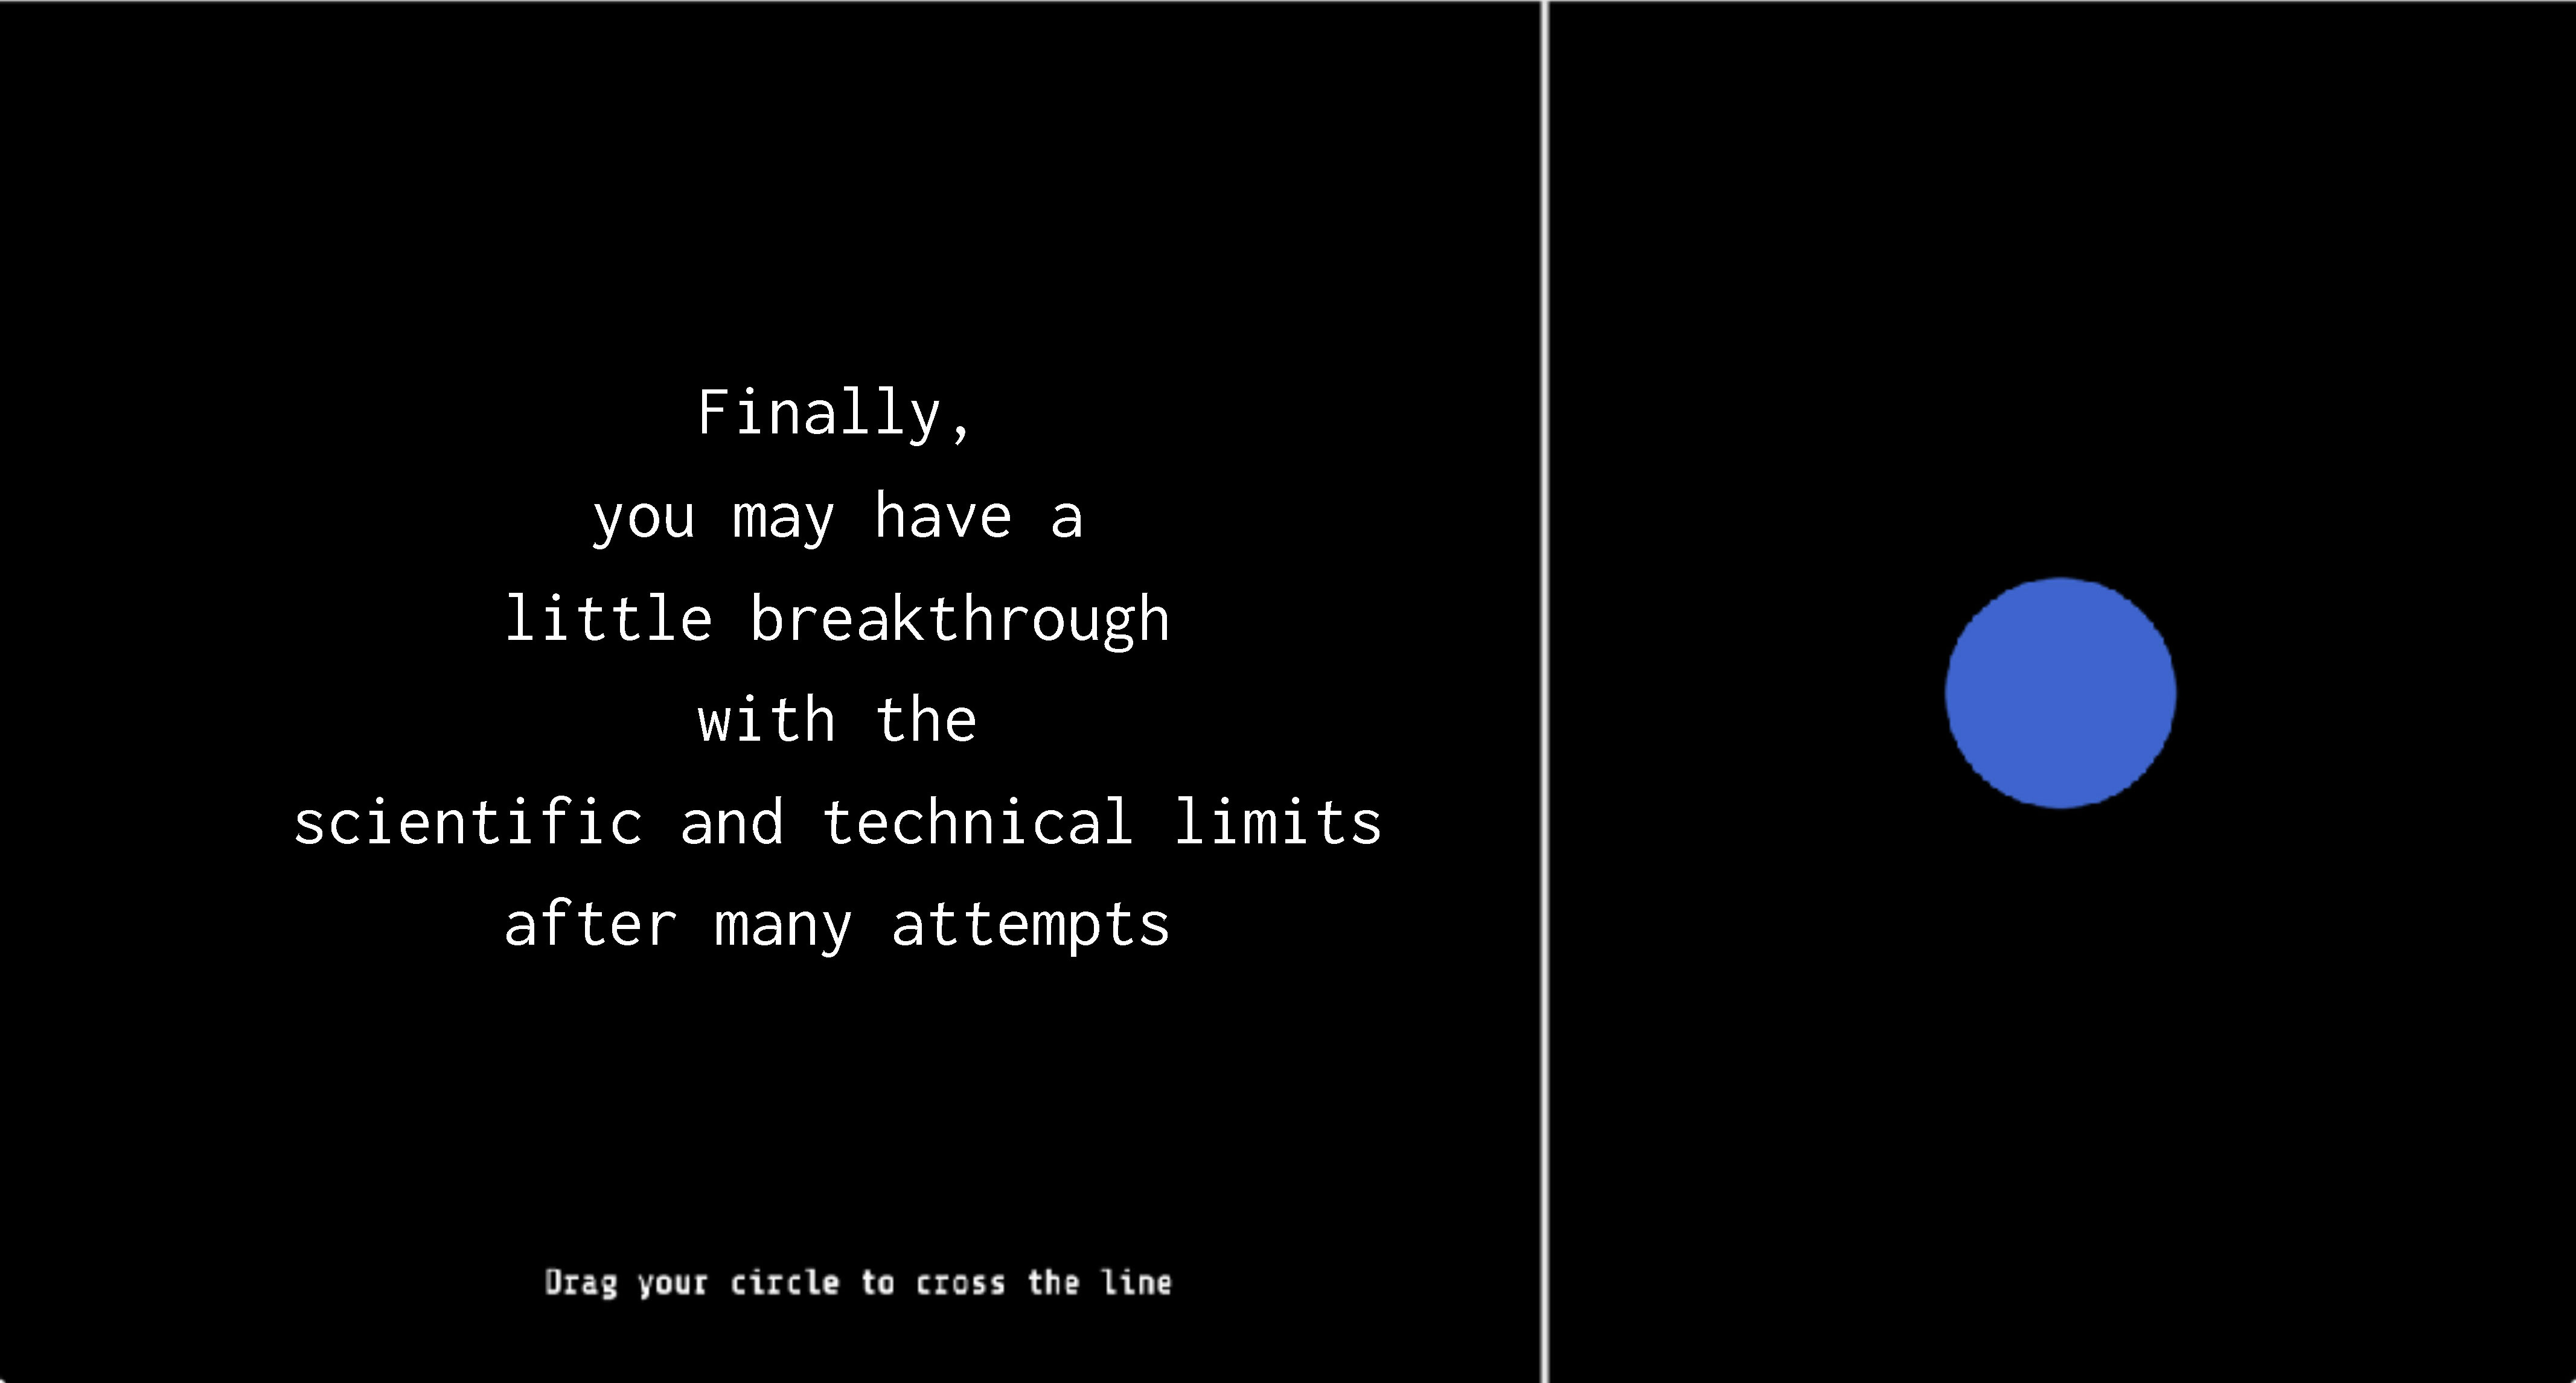 Finally,
you may have a
little breakthrough
with the
scientific and technical limits
after many attempts
Drag your circle to cross the line